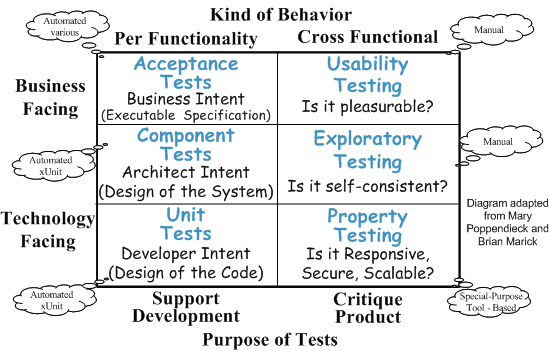 Kind of Behavior
Automated
various
Per Functionality
Cross Functional
Manual
Business
Facing
Acceptance
Tests
Business Intent
(Executable Specification)
Usability
Testing
Is it pleasurable?
Automated
xUnit
Component
Tests
Architect Intent
(Design of the System)
Exploratory
Testing
Is it self-consistent?
Manual
Technology
Facing
Unit
Tests
Developer Intent
(Design of the Code)
Property
Testing
Is it Responsive,
Secure, Scalable?
Diagram adapted
from Mary
Poppendieck and
Brian Marick
Automated
xUnit
Support
Development
Critique
Product
Special-Purpose
Tool - Based
Purpose of Tests